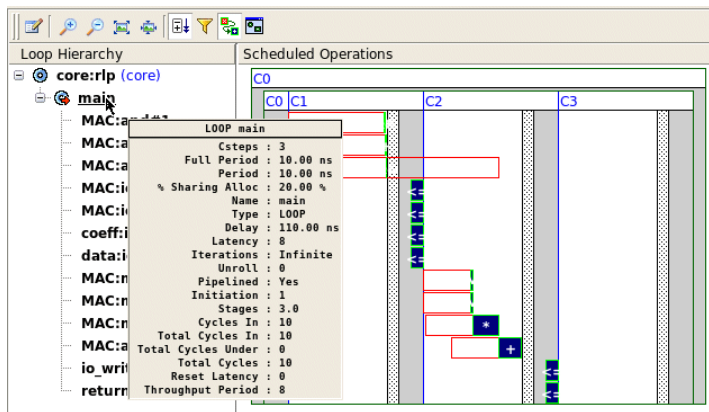 Loop Hierarchy
Scheduled Operations
core:rlp (core)
main
MAC:and#1
MAC:a
MAC:a
MAC:i
MAC:i
coeff:i
data:i
MAC:
MAC:
MAC:
MAC:a
io_wri
return
LOOP main
Csteps : 3
Full Period : 10.00 ns
Period : 10.00 ns
% Sharing Alloc : 20.00 %
Name : main
Type : LOOP
Delay : 110.00 ns
Latency : 8
Iterations : Infinite
Unroll : 0
Pipelined : Yes
Initiation : 1
Stages : 3.0
Cycles In : 10
Total Cycles In : 10
Total Cycles Under : 0
Total Cycles : 10
Reset Latency : 0
Throughput Period : 8
C0
C0 C1 C2 C3
<=
<=
<=
<=
*
+
<=
<=